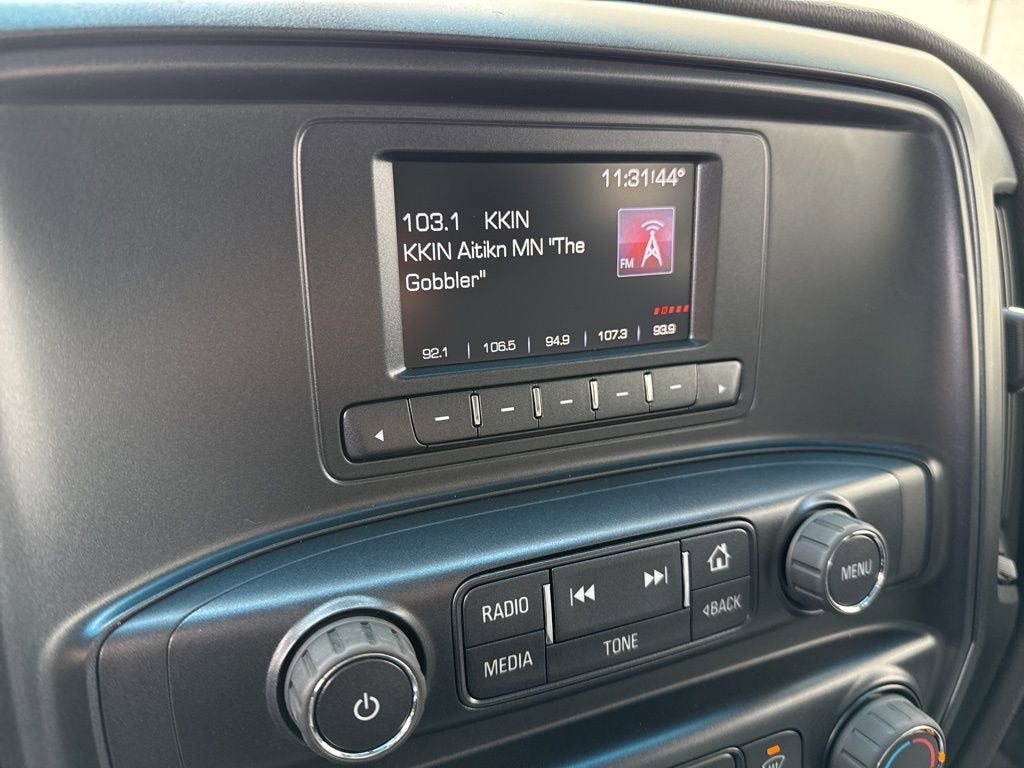 11:31 44°
103.1 KKIN
KKIN Aitikn MN "The
Gobbler"
FM
92.1 | 106.5 | 94.9 | 107.3 | 93.9
RADIO
MEDIA
TONE
BACK
MENU